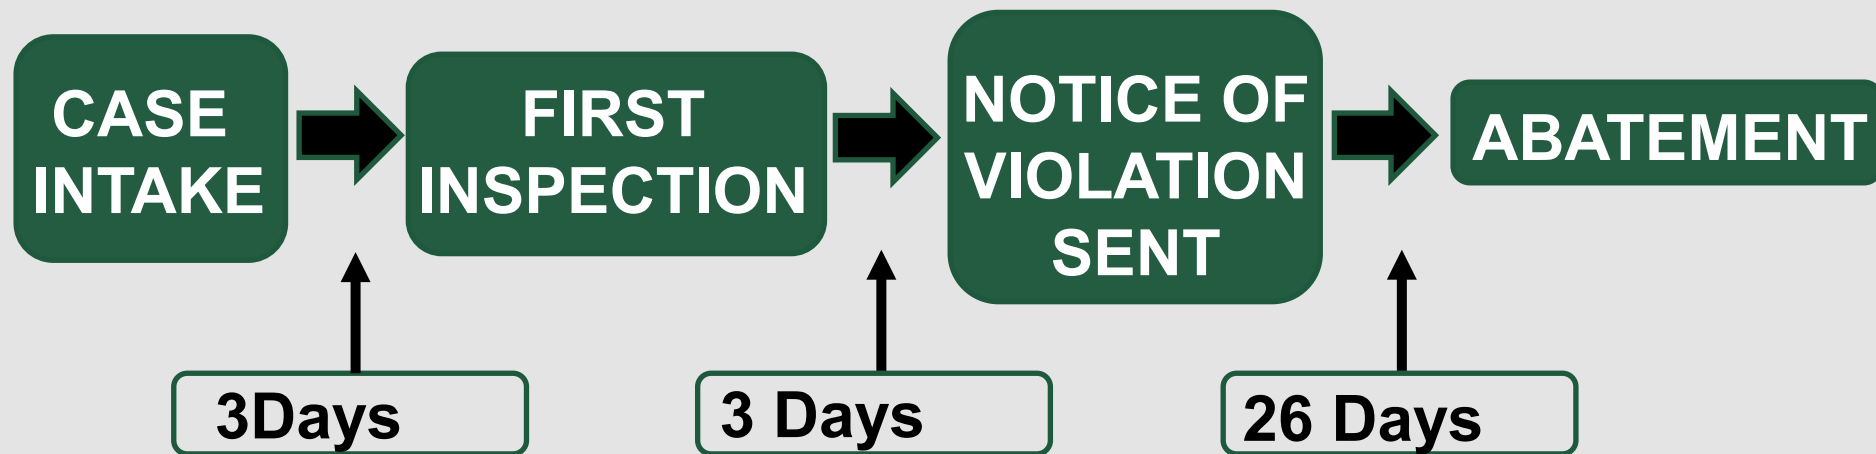 CASE
INTAKE
FIRST
INSPECTION
NOTICE OF
VIOLATION
SENT
ABATEMENT
3Days
3 Days
26 Days